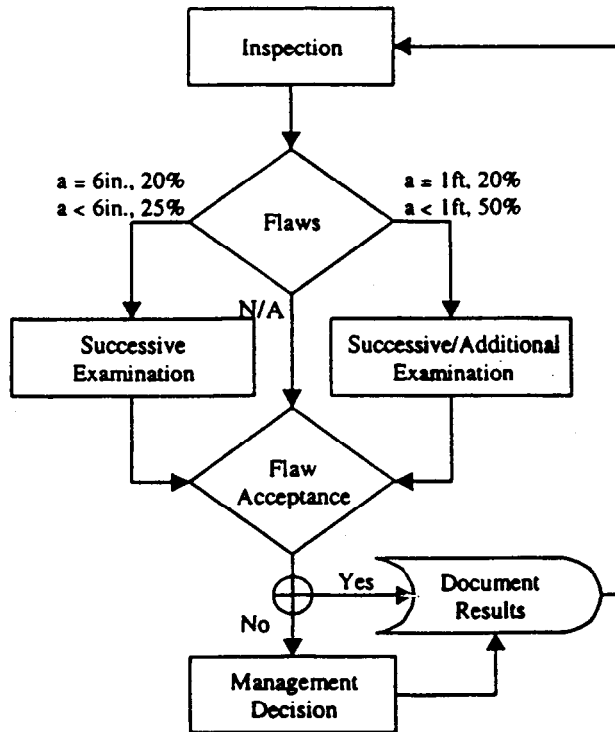 Inspection
a = 6in., 20%
a < 6in., 25%
a = 1ft, 20%
a < 1ft, 50%
Flaws
N/A
Successive
Examination
Successive/Additional
Examination
Flaw
Acceptance
Yes
Document
Results
No
Management
Decision